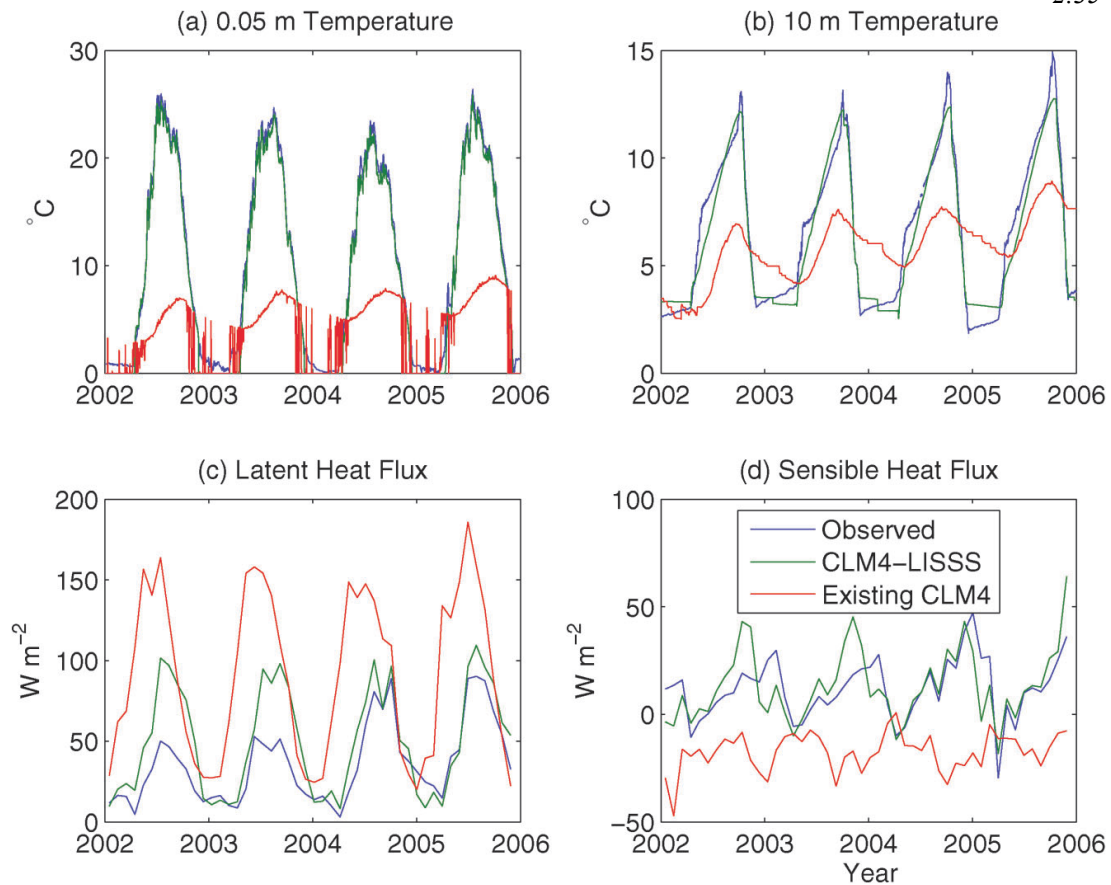 (a) 0.05 m Temperature
30
20
10
0
°C
2002 2003 2004 2005 2006
(b) 10 m Temperature
15
10
5
0
°C
2002 2003 2004 2005 2006
(c) Latent Heat Flux
200
150
100
50
0
W m−2
2002 2003 2004 2005 2006
(d) Sensible Heat Flux
100
50
0
−50
W m−2
Observed
CLM4−LISSS
Existing CLM4
2002 2003 2004 2005 2006
Year